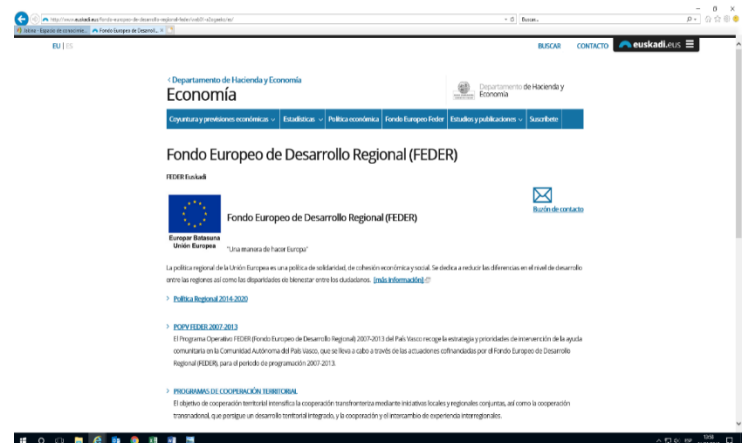 EU | ES
BUSCAR CONTACTO euskadi.eus
‹ Departamento de Hacienda y Economía
Economía
Departamento de Hacienda y
Economía
Coyuntura y previsiones económicas Estadísticas Política económica Fondo Europeo Feder Estudios y publicaciones Suscríbete
Fondo Europeo de Desarrollo Regional (FEDER)
FEDER Euskadi
Buzón de contacto
Fondo Europeo de Desarrollo Regional (FEDER)
Europar Batasuna
Unión Europea
"Una manera de hacer Europa"
La política regional de la Unión Europea es una política de solidaridad, de cohesión económica y social. Se dedica a reducir las diferencias en el nivel de desarrollo
entre las regiones así como las disparidades de bienestar entre los ciudadanos. (más información)
> Política Regional 2014-2020
> POPV FEDER 2007-2013
El Programa Operativo FEDER (Fondo Europeo de Desarrollo Regional) 2007-2013 del País Vasco recoge la estrategia y prioridades de intervención de la ayuda
comunitaria en la Comunidad Autónoma del País Vasco, que se lleva a cabo a través de las actuaciones cofinanciadas por el Fondo Europeo de Desarrollo
Regional (FEDER), para el periodo de programación 2007-2013.
> PROGRAMAS DE COOPERACIÓN TERRITORIAL
El objetivo de cooperación territorial intensifica la cooperación transfronteriza mediante iniciativas locales y regionales conjuntas, así como la cooperación
transnacional, que persigue un desarrollo territorial integrado, y la cooperación y el intercambio de experiencia interregionales.